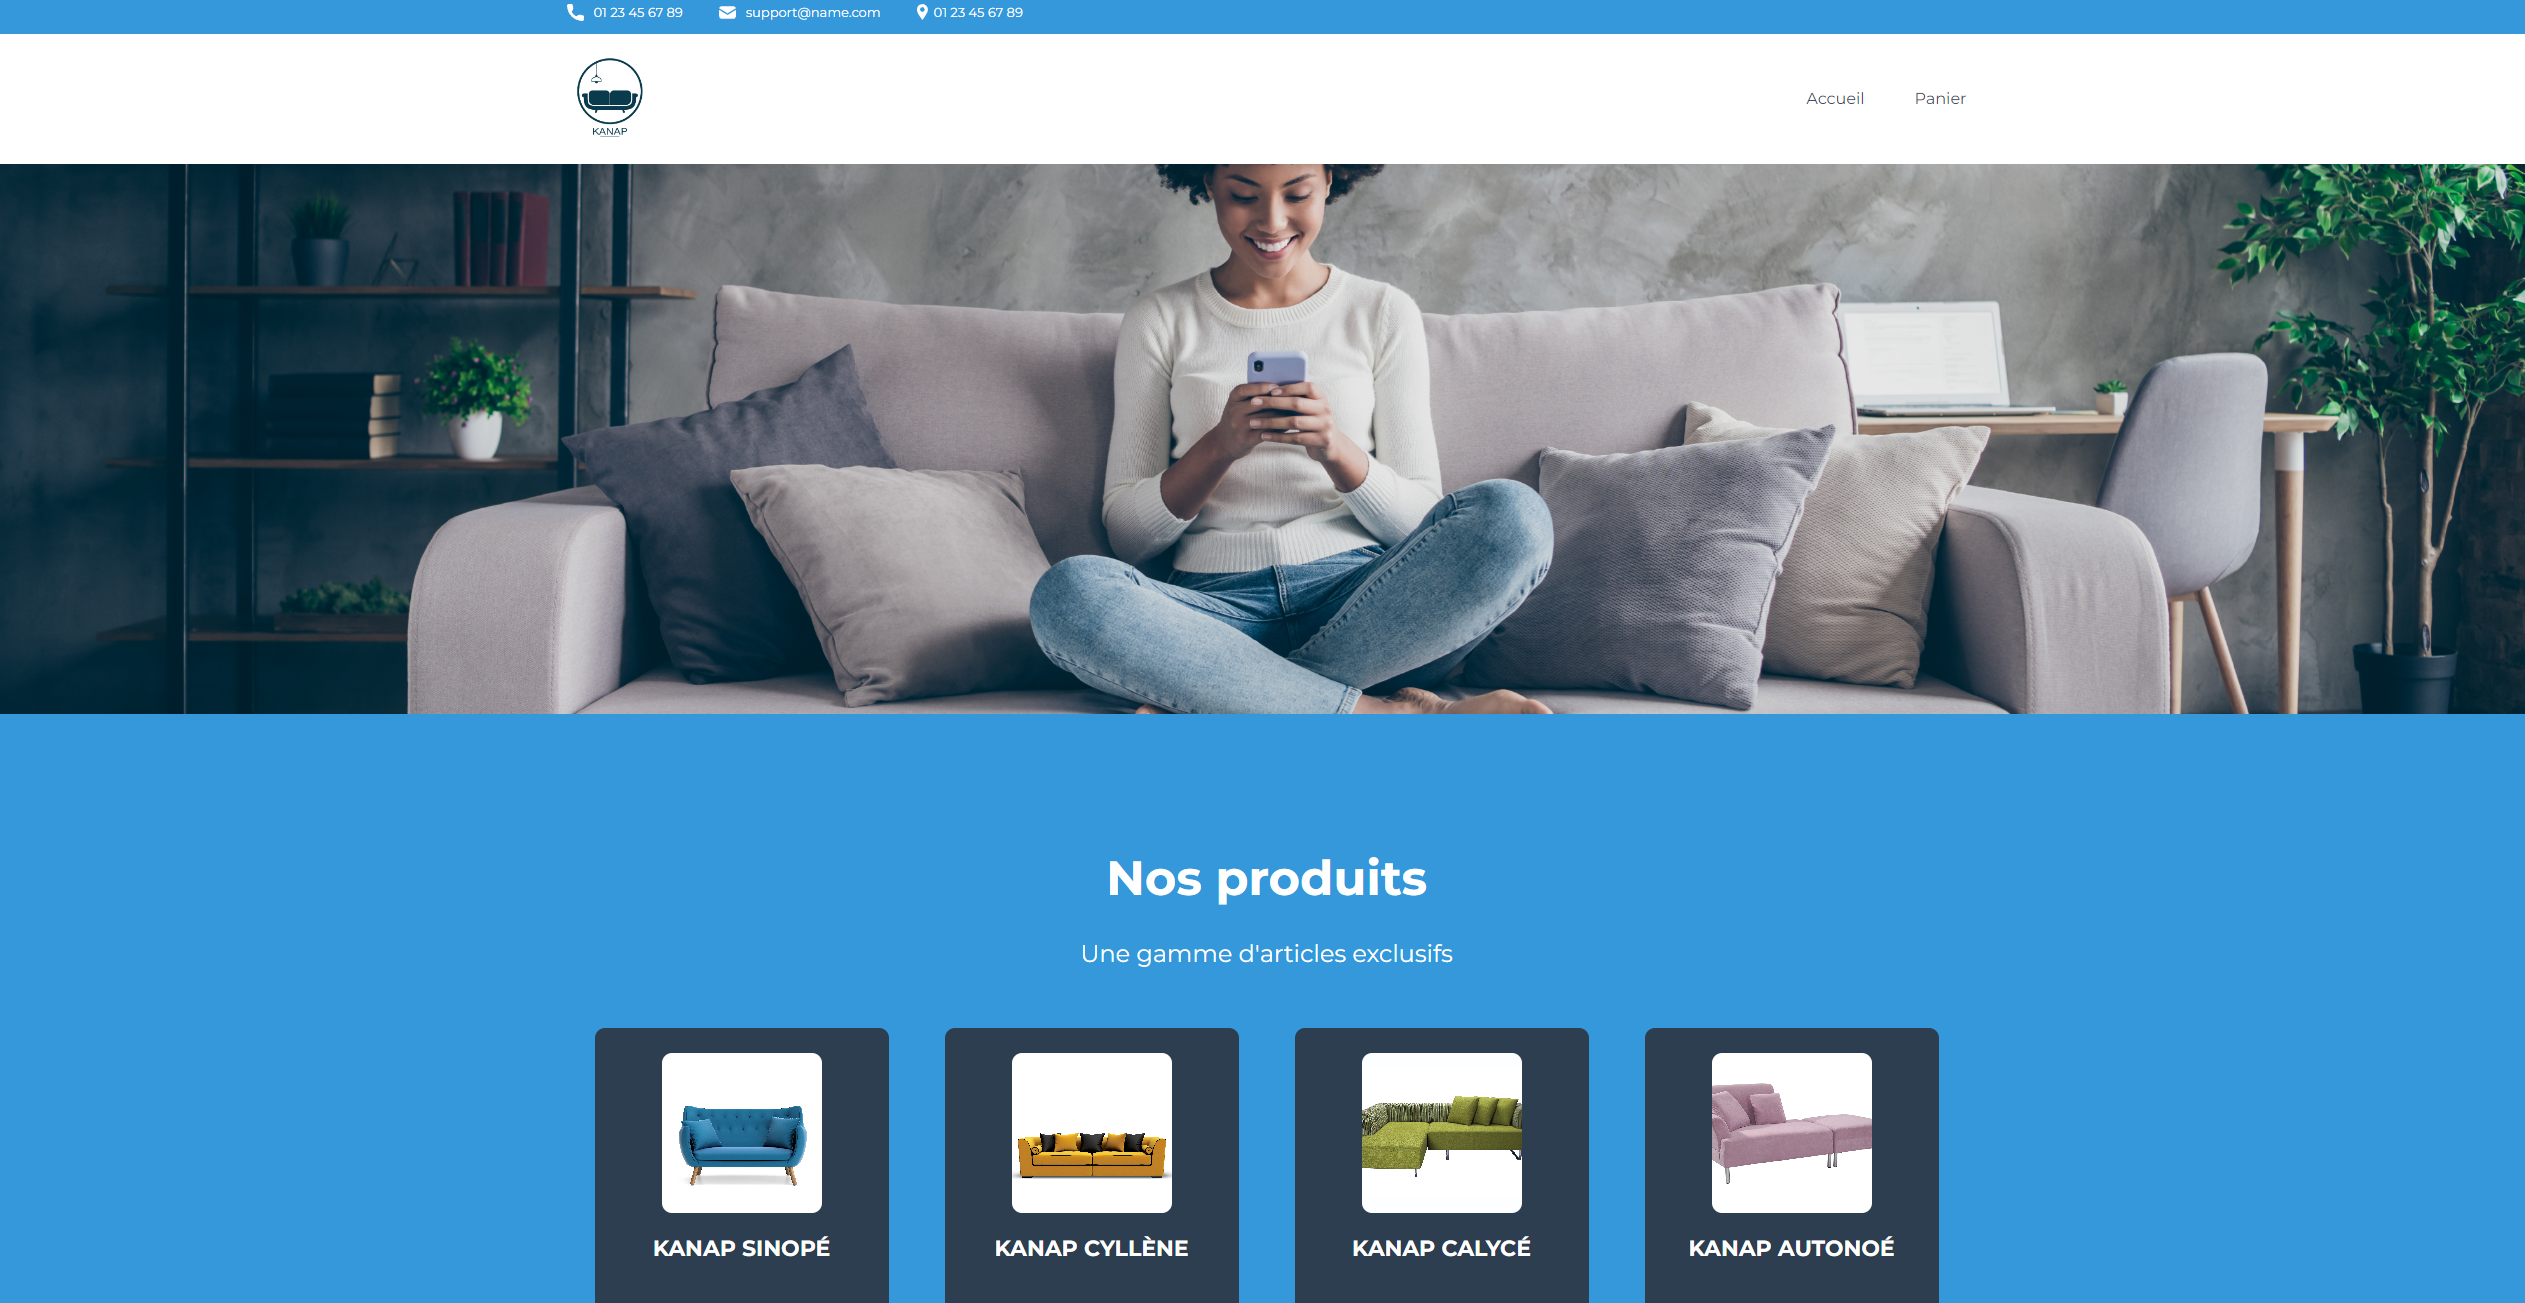 01 23 45 67 89 support@name.com 01 23 45 67 89
KANAP
Accueil Panier
Nos produits
Une gamme d'articles exclusifs
KANAP SINOPÉ KANAP CYLLÈNE KANAP CALYCÉ KANAP AUTONOÉ